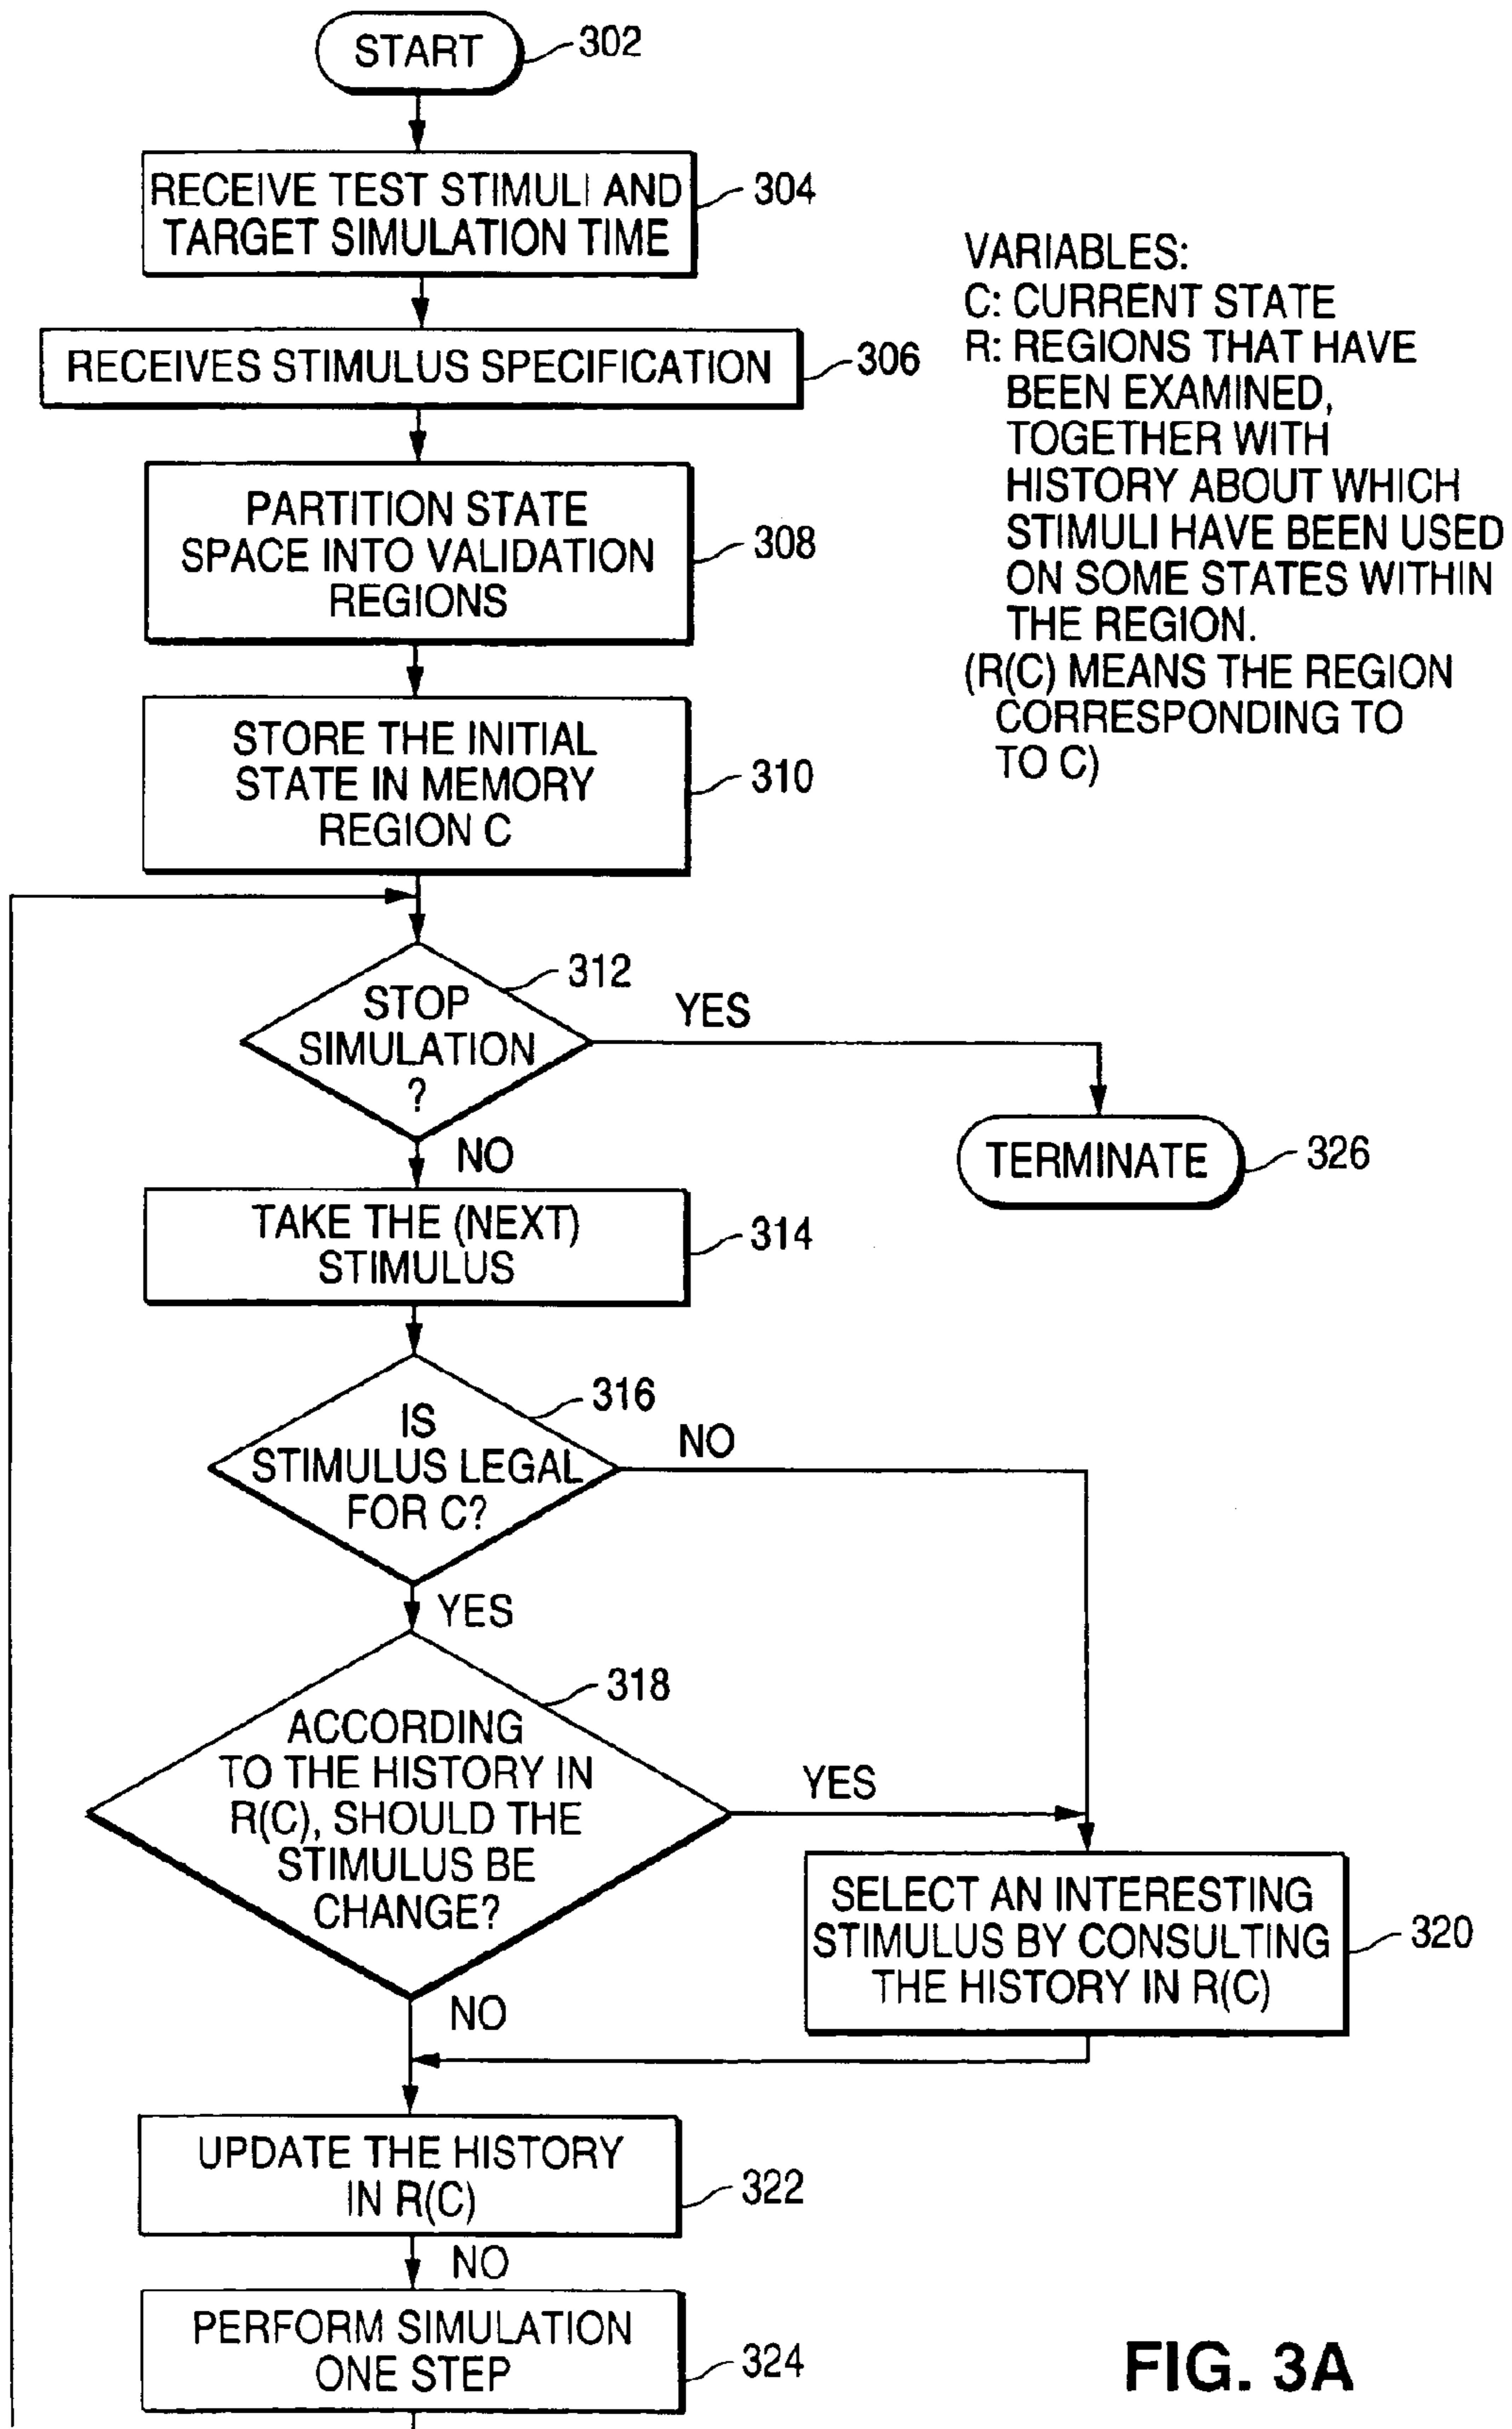 START
302
RECEIVE TEST STIMULI AND
TARGET SIMULATION TIME
304
RECEIVES STIMULUS SPECIFICATION
306
VARIABLES:
C: CURRENT STATE
R: REGIONS THAT HAVE
BEEN EXAMINED,
TOGETHER WITH
HISTORY ABOUT WHICH
STIMULI HAVE BEEN USED
ON SOME STATES WITHIN
THE REGION.
(R(C) MEANS THE REGION
CORRESPONDING TO
TO C)
PARTITION STATE
SPACE INTO VALIDATION
REGIONS
308
STORE THE INITIAL
STATE IN MEMORY
REGION C
310
STOP
SIMULATION
?
312
YES
TERMINATE
326
NO
TAKE THE (NEXT)
STIMULUS
314
IS
STIMULUS LEGAL
FOR C?
316
NO
YES
ACCORDING
TO THE HISTORY IN
R(C), SHOULD THE
STIMULUS BE
CHANGE?
318
YES
SELECT AN INTERESTING
STIMULUS BY CONSULTING
THE HISTORY IN R(C)
320
NO
UPDATE THE HISTORY
IN R(C)
322
NO
PERFORM SIMULATION
ONE STEP
324
FIG. 3A